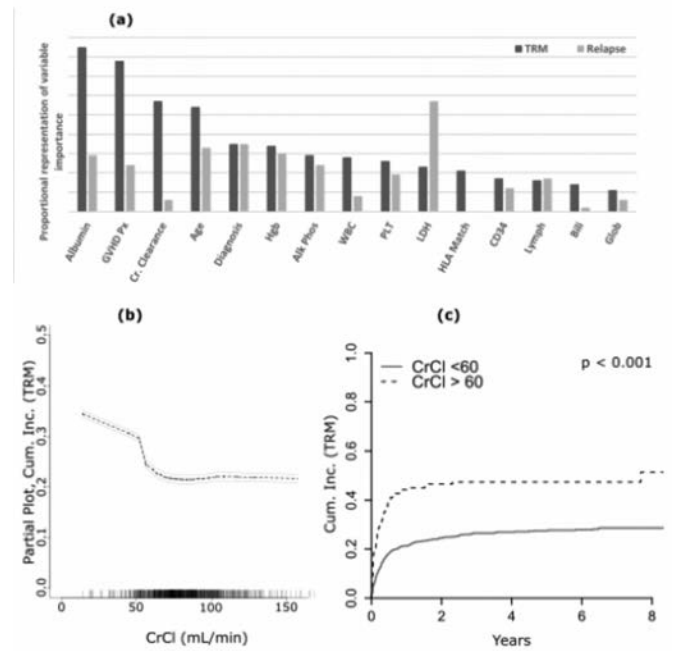 (a)
Proportional representation of variable
importance
TRM Relapse
Albumin
GVHD Px
Cr. Clearance
Age
Diagnosis
Hgb
Alk Phos
WBC
PLT
LDH
HLA Match
CD34
Lymph
Bili
Glob
(b)
Partial Plot, Cum. Inc. (TRM)
0.5
0.4
0.3
0.2
0.1
0.0
0 50 100 150
CrCl (mL/min)
(c)
Cum. Inc. (TRM)
1.0
0.8
0.6
0.4
0.2
0.0
CrCl <60
CrCl > 60
p < 0.001
0 2 4 6 8
Years